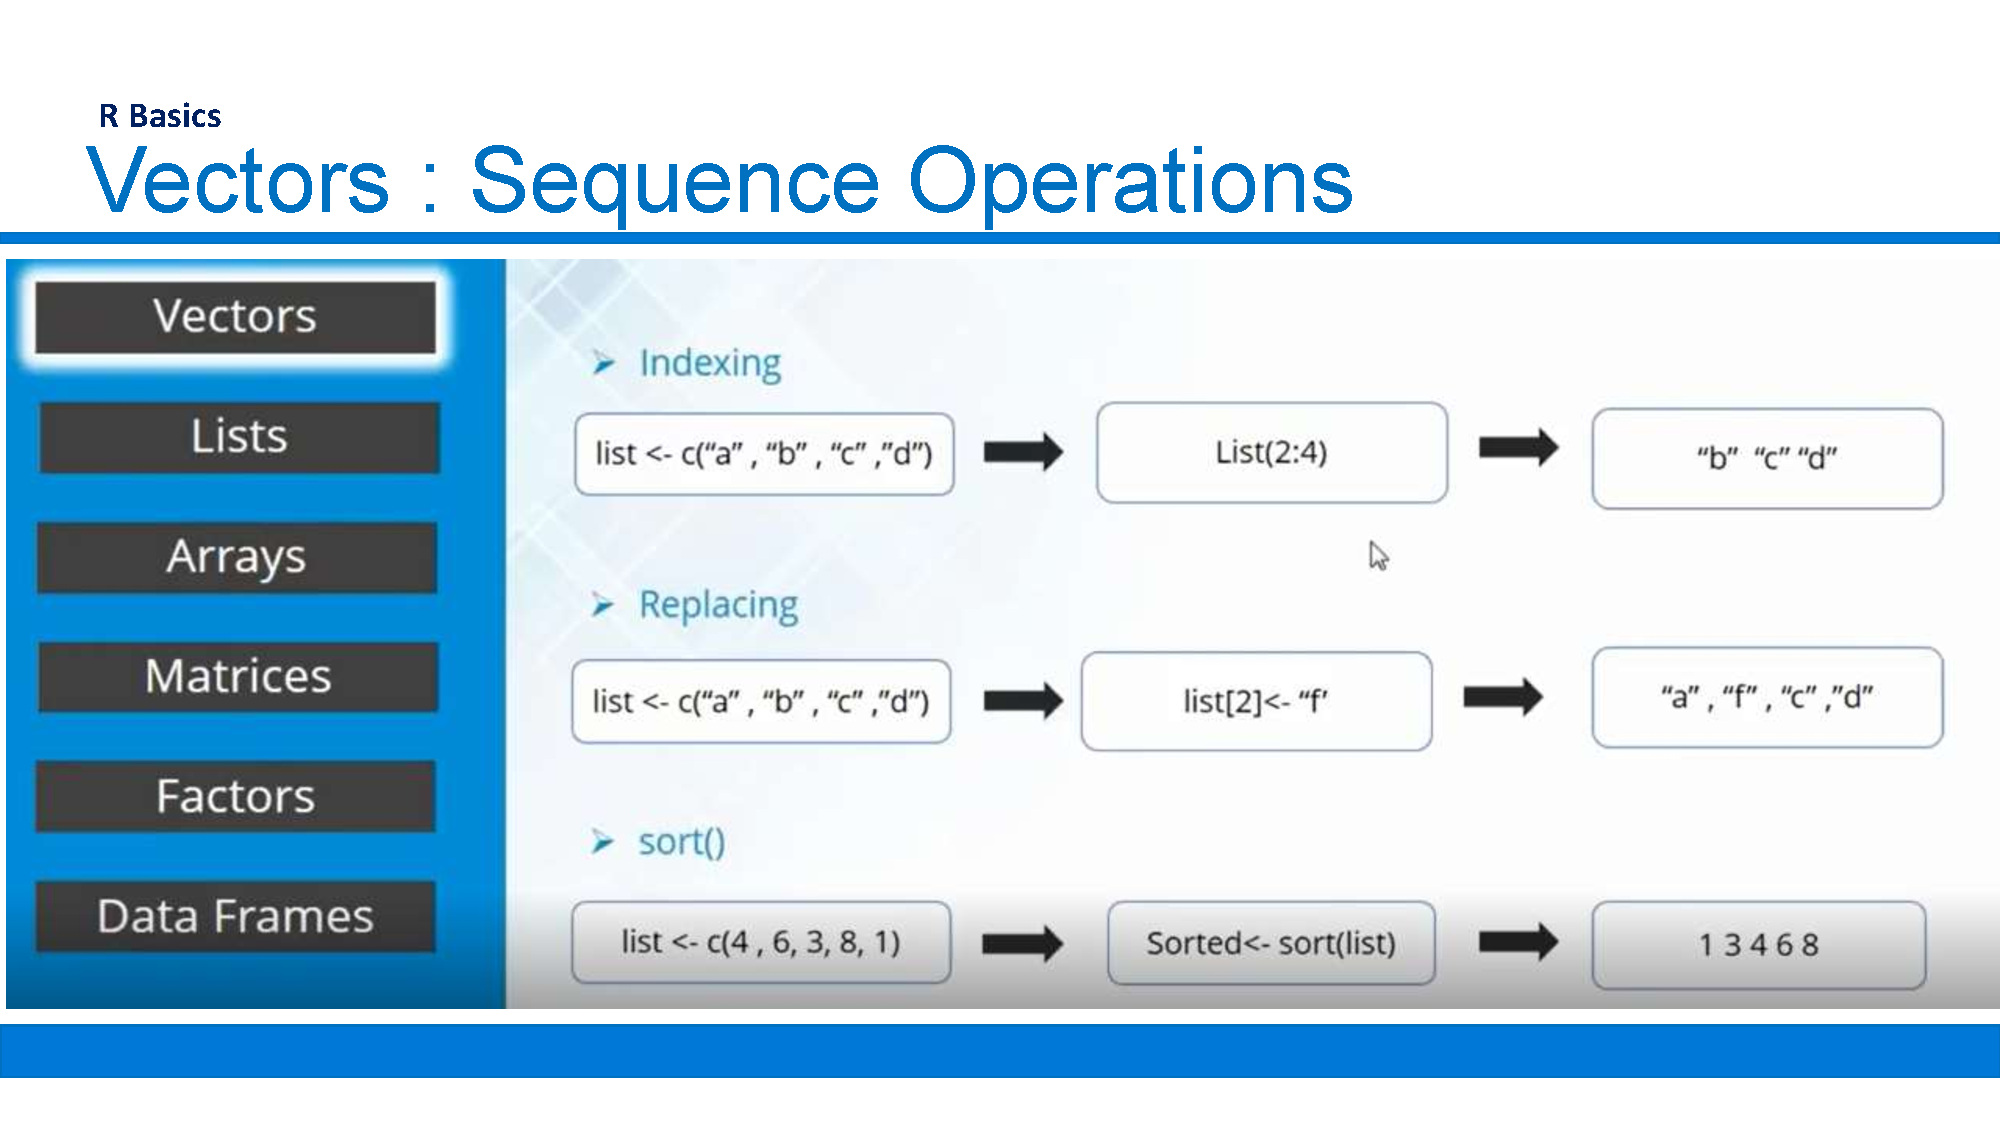 R Basics
Vectors : Sequence Operations
Vectors
Lists
Arrays
Matrices
Factors
Data Frames
➢ Indexing
list <- c(“a” , “b” , “c” ,”d”)
List(2:4)
“b” “c” “d”
➢ Replacing
list <- c(“a” , “b” , “c” ,”d”)
list[2]<- “f’
“a” , “f” , “c” ,”d”
➢ sort()
list <- c(4 , 6, 3, 8, 1)
Sorted<- sort(list)
1 3 4 6 8